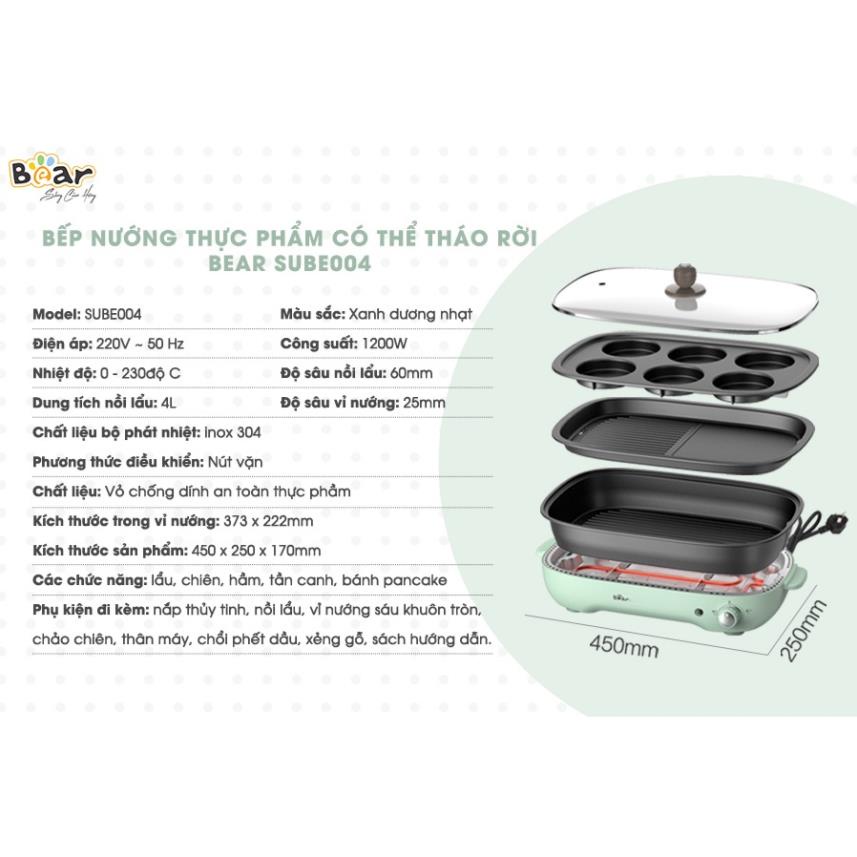 Bear
BẾP NƯỚNG THỰC PHẨM CÓ THỂ THÁO RỜI
BEAR SUBE004
Model: SUBE004 Màu sắc: Xanh dương nhạt
Điện áp: 220V ~ 50 Hz Công suất: 1200W
Nhiệt độ: 0 - 230độ C Độ sâu nồi lẩu: 60mm
Dung tích nồi lẩu: 4L Độ sâu vỉ nướng: 25mm
Chất liệu bộ phát nhiệt: inox 304
Phương thức điều khiển: Nút vặn
Chất liệu: Vỏ chống dính an toàn thực phẩm
Kích thước trong vỉ nướng: 373 x 222mm
Kích thước sản phẩm: 450 x 250 x 170mm
Các chức năng: lẩu, chiên, hầm, tần canh, bánh pancake
Phụ kiện đi kèm: nắp thủy tinh, nồi lẩu, vỉ nướng sáu khuôn tròn,
chảo chiên, thân máy, chổi phết dầu, xẻng gỗ, sách hướng dẫn.
Bear
450mm
250mm